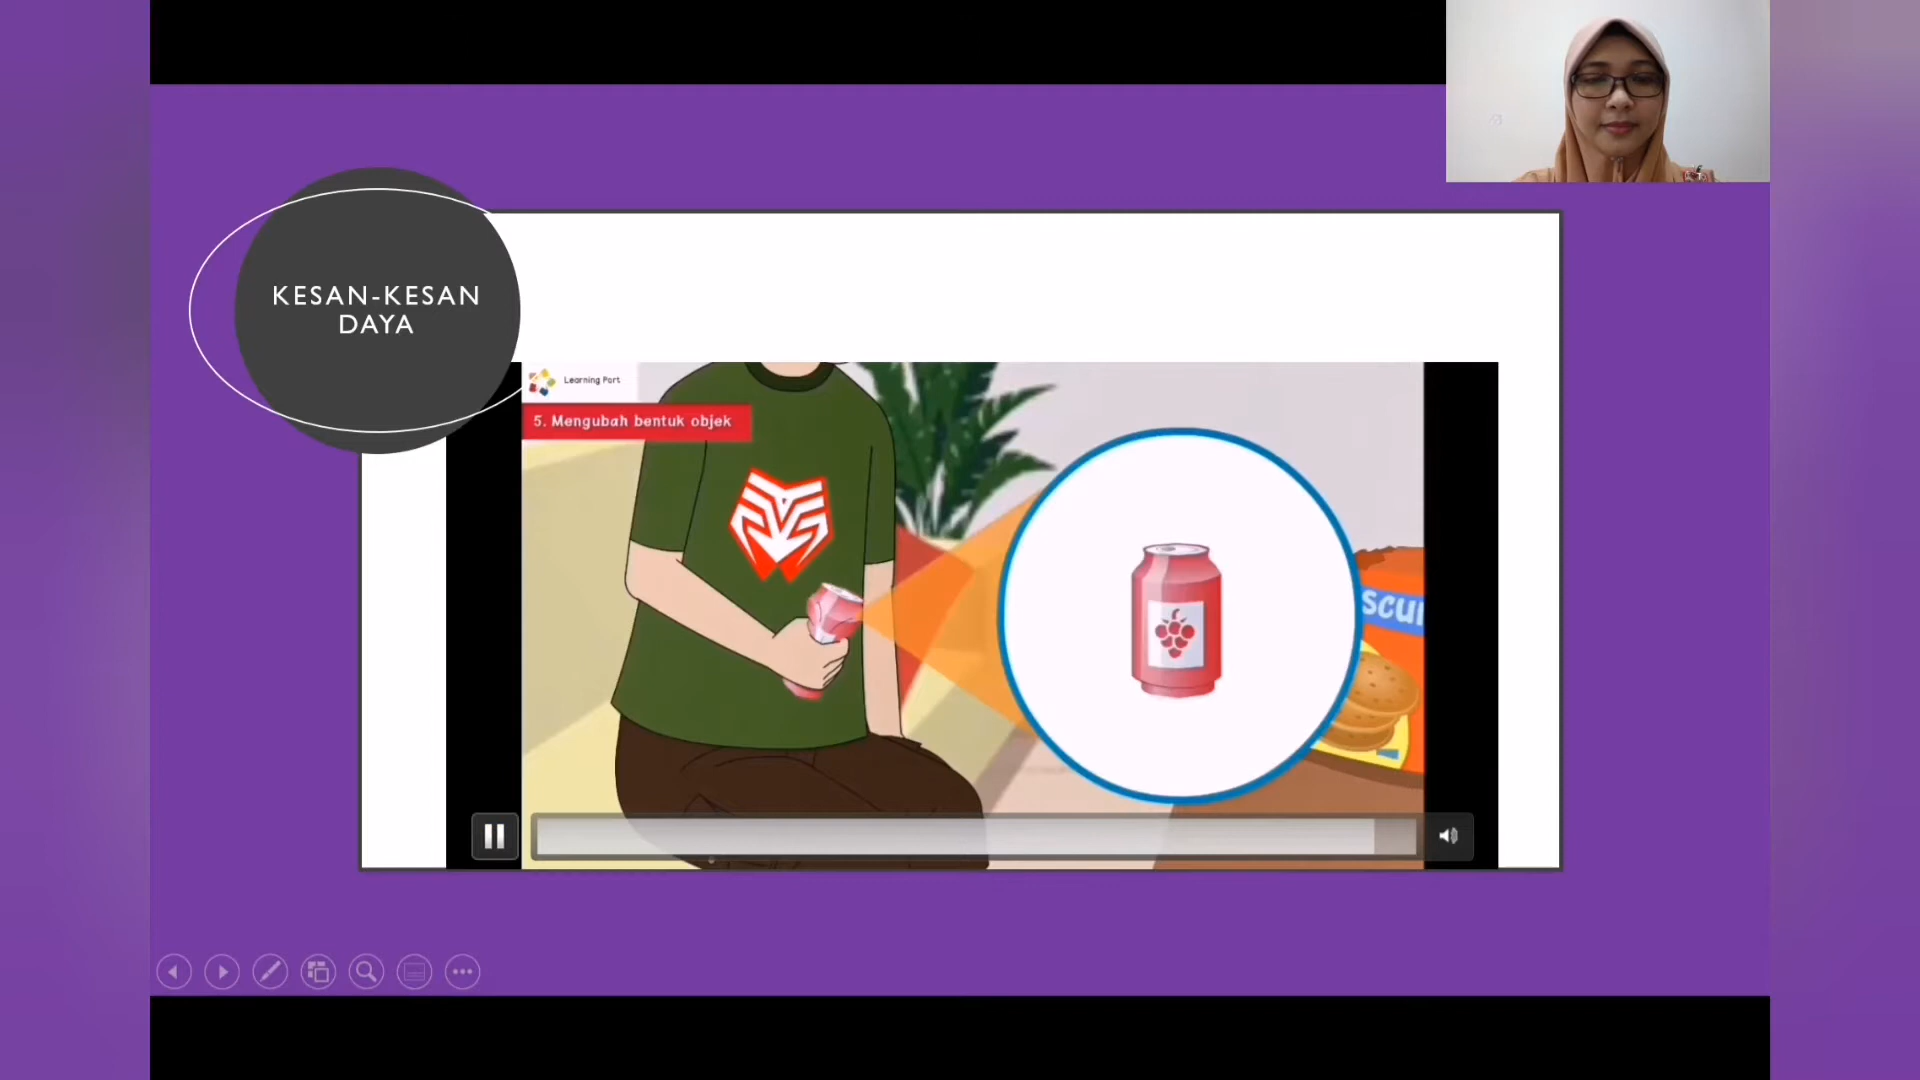 KESAN-KESAN
DAYA
Learning Port
5. Mengubah bentuk objek
scui